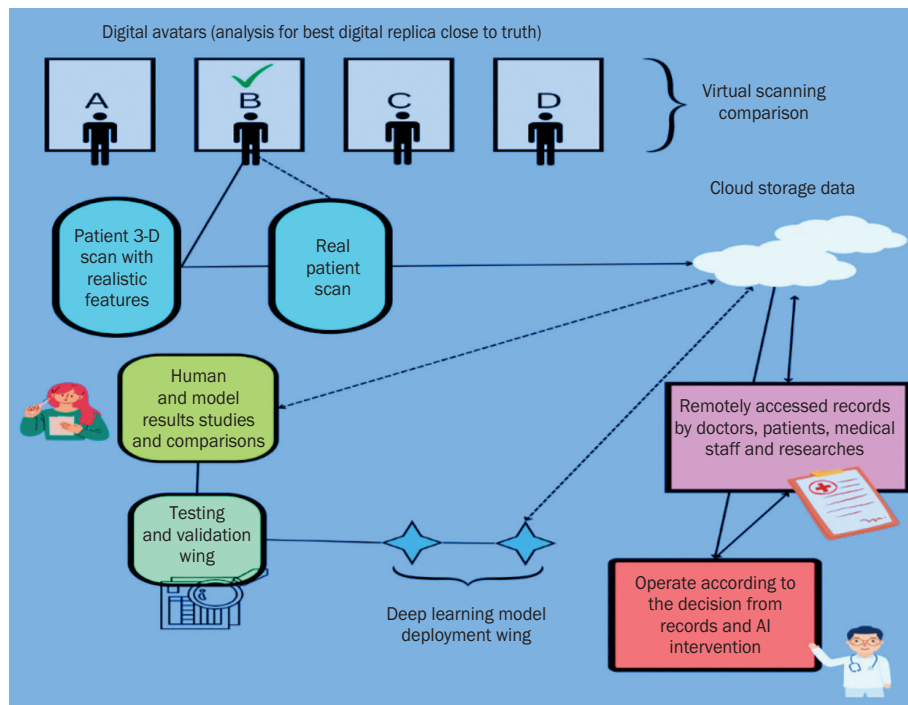 Digital avatars (analysis for best digital replica close to truth)
A
B
C
D
Virtual scanning
comparison
Cloud storage data
Patient 3-D
scan with
realistic
features
Real
patient
scan
Human
and model
results studies
and comparisons
Remotely accessed records
by doctors, patients, medical
staff and researches
Testing
and validation
wing
Deep learning model
deployment wing
Operate according to
the decision from
records and AI
intervention